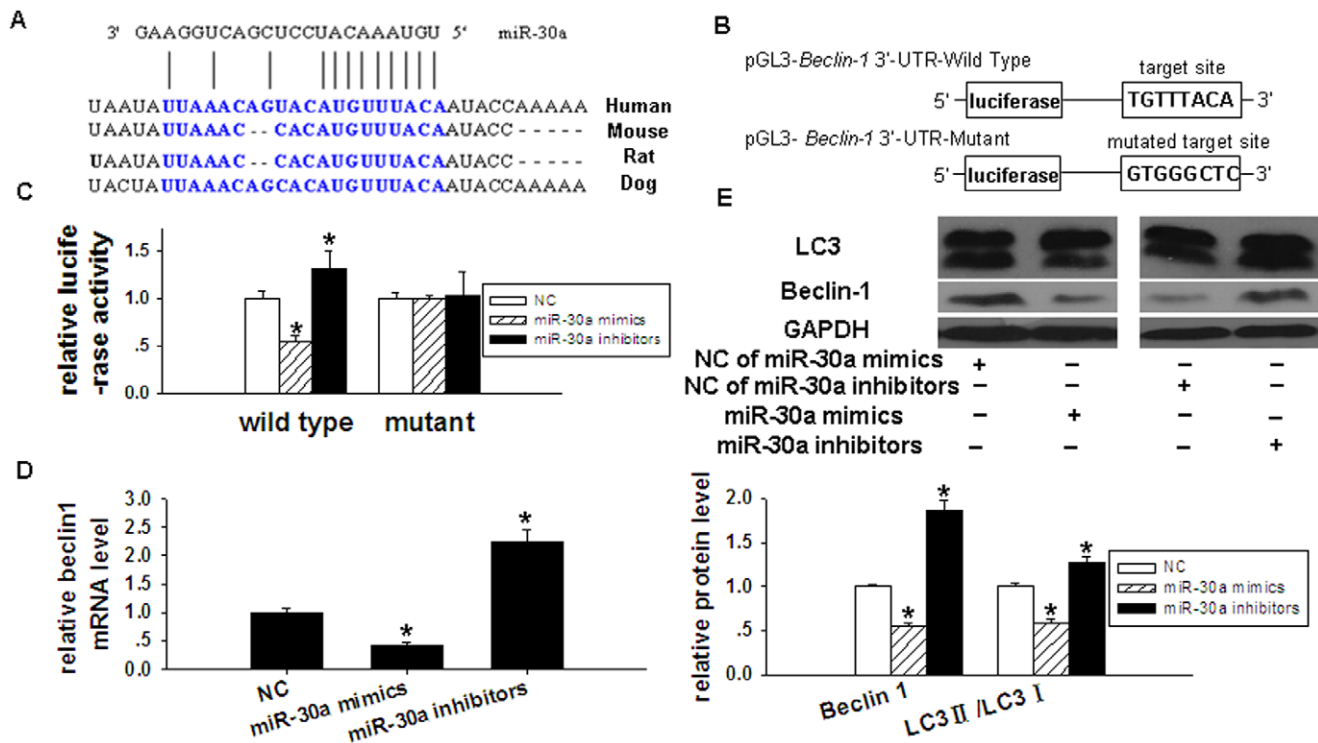 A
3' GAAGGUCAGCUCCUACAAAUGU 5' miR-30a
UAAUAUUAAACAGUACAUGUUUACAAUACCAAAAA Human
UAAUAUUAAAC--CACAUGUUUACAAUACC----- Mouse
UAAUAUUAAAC--CACAUGUUUACAAUACC----- Rat
UACUAUUAAACAGCACAUGUUUACAAUACCAAAAA Dog
B
pGL3-Beclin-1 3'-UTR-Wild Type
target site
5'- luciferase TGTTTACA -3'
pGL3- Beclin-1 3'-UTR-Mutant
mutated target site
5'- luciferase GTGGGCTC -3'
C
relative lucife
-rase activity
1.5
1.0
.5
0.0
* * 
NC
miR-30a mimics
miR-30a inhibitors
wild type mutant
D
relative beclin1
mRNA level
3.0
2.5
2.0
1.5
1.0
.5
0.0
* *
NC
miR-30a mimics
miR-30a inhibitors
E
LC3
Beclin-1
GAPDH
NC of miR-30a mimics + – – –
NC of miR-30a inhibitors – – + –
miR-30a mimics – + – –
miR-30a inhibitors – – – +
relative protein level
2.0
1.5
1.0
.5
0.0
* * * *
NC
miR-30a mimics
miR-30a inhibitors
Beclin 1
LC3Ⅱ/LC3Ⅰ